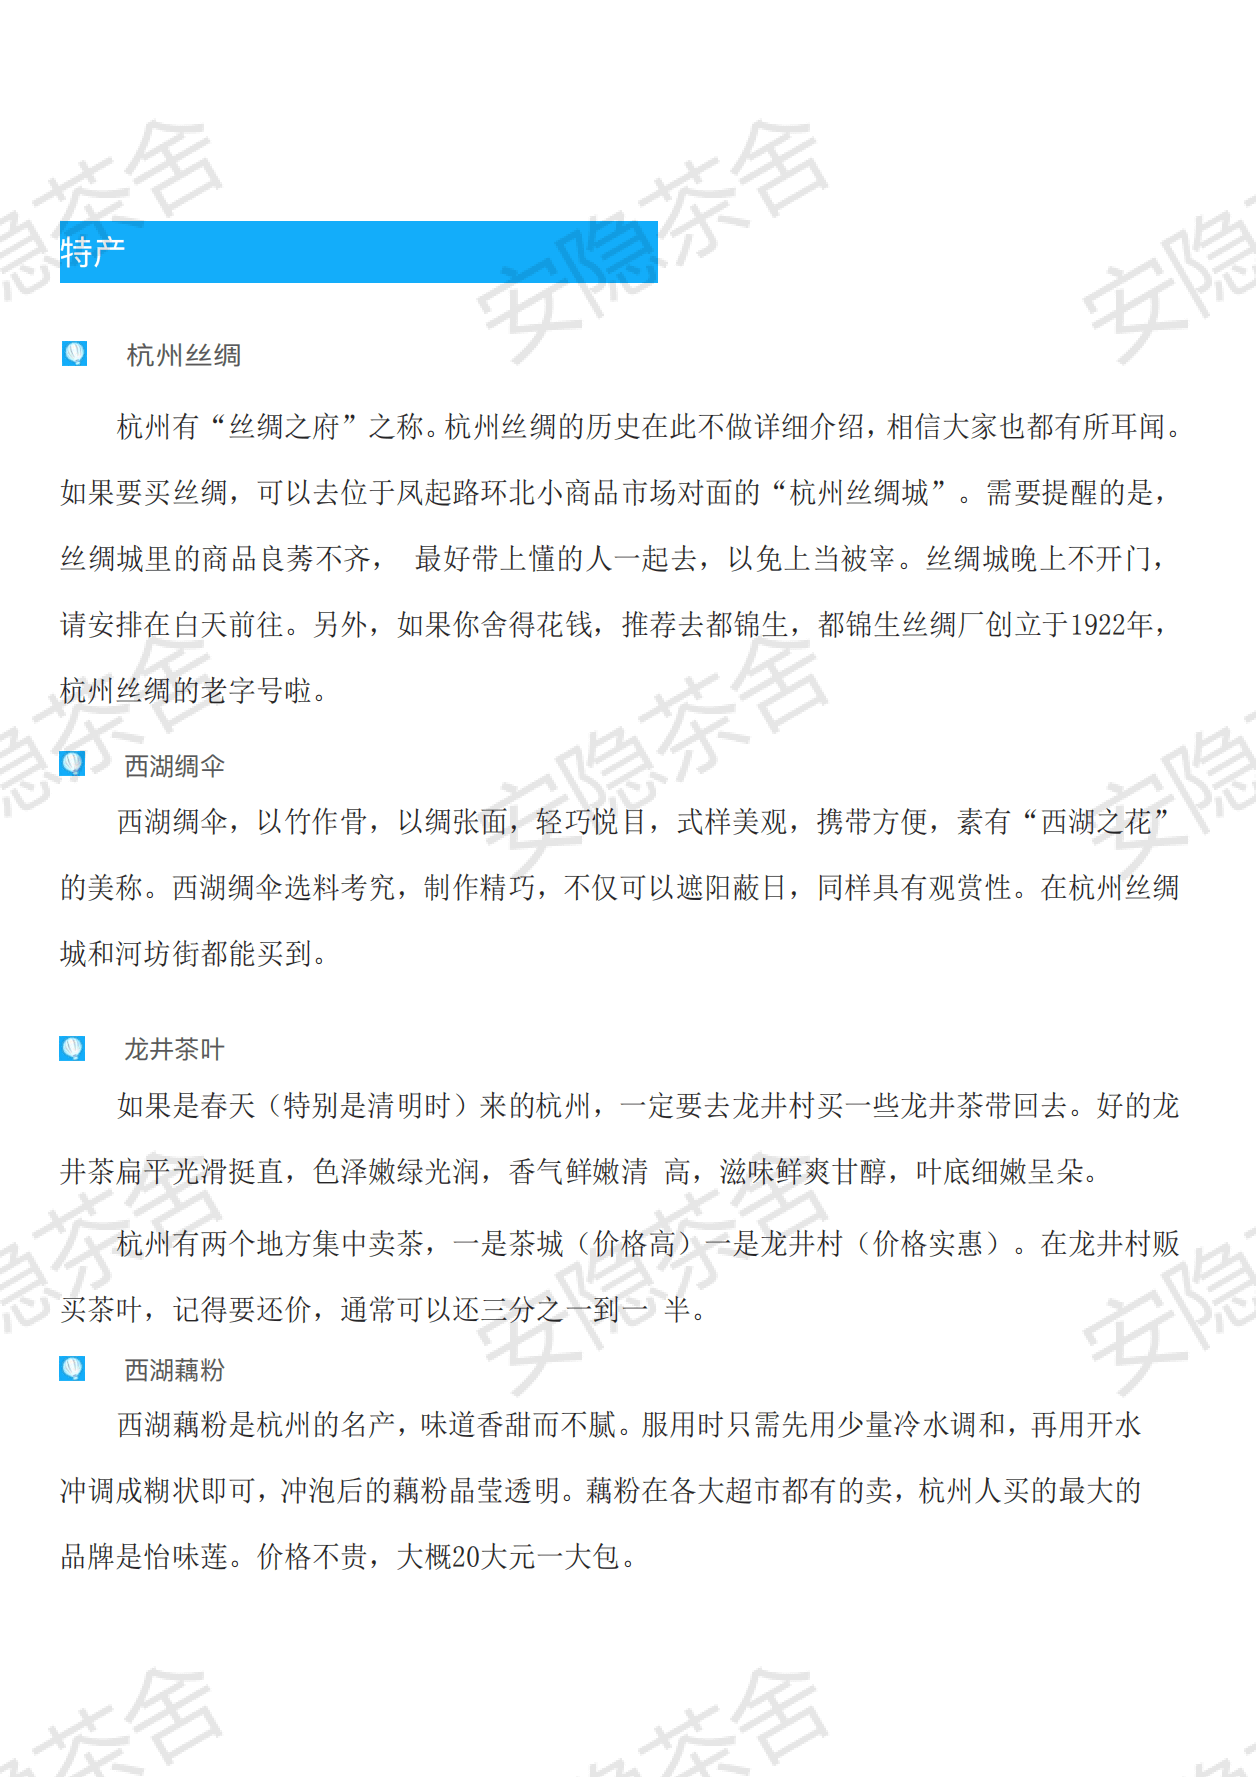 特产
杭州丝绸
杭州有“丝绸之府”之称。杭州丝绸的历史在此不做详细介绍，相信大家也都有所耳闻。
如果要买丝绸，可以去位于凤起路环北小商品市场对面的“杭州丝绸城”。需要提醒的是，
丝绸城里的商品良莠不齐， 最好带上懂的人一起去，以免上当被宰。丝绸城晚上不开门，
请安排在白天前往。另外，如果你舍得花钱，推荐去都锦生，都锦生丝绸厂创立于1922年，
杭州丝绸的老字号啦。
西湖绸伞
西湖绸伞，以竹作骨，以绸张面，轻巧悦目，式样美观，携带方便，素有“西湖之花”
的美称。西湖绸伞选料考究，制作精巧，不仅可以遮阳蔽日，同样具有观赏性。在杭州丝绸
城和河坊街都能买到。
龙井茶叶
如果是春天（特别是清明时）来的杭州，一定要去龙井村买一些龙井茶带回去。好的龙
井茶扁平光滑挺直，色泽嫩绿光润，香气鲜嫩清 高，滋味鲜爽甘醇，叶底细嫩呈朵。
杭州有两个地方集中卖茶，一是茶城（价格高）一是龙井村（价格实惠）。在龙井村贩
买茶叶，记得要还价，通常可以还三分之一到一 半。
西湖藕粉
西湖藕粉是杭州的名产，味道香甜而不腻。服用时只需先用少量冷水调和，再用开水
冲调成糊状即可，冲泡后的藕粉晶莹透明。藕粉在各大超市都有的卖，杭州人买的最大的
品牌是怡味莲。价格不贵，大概20大元一大包。
安隐茶舍
安隐茶舍
安隐茶舍